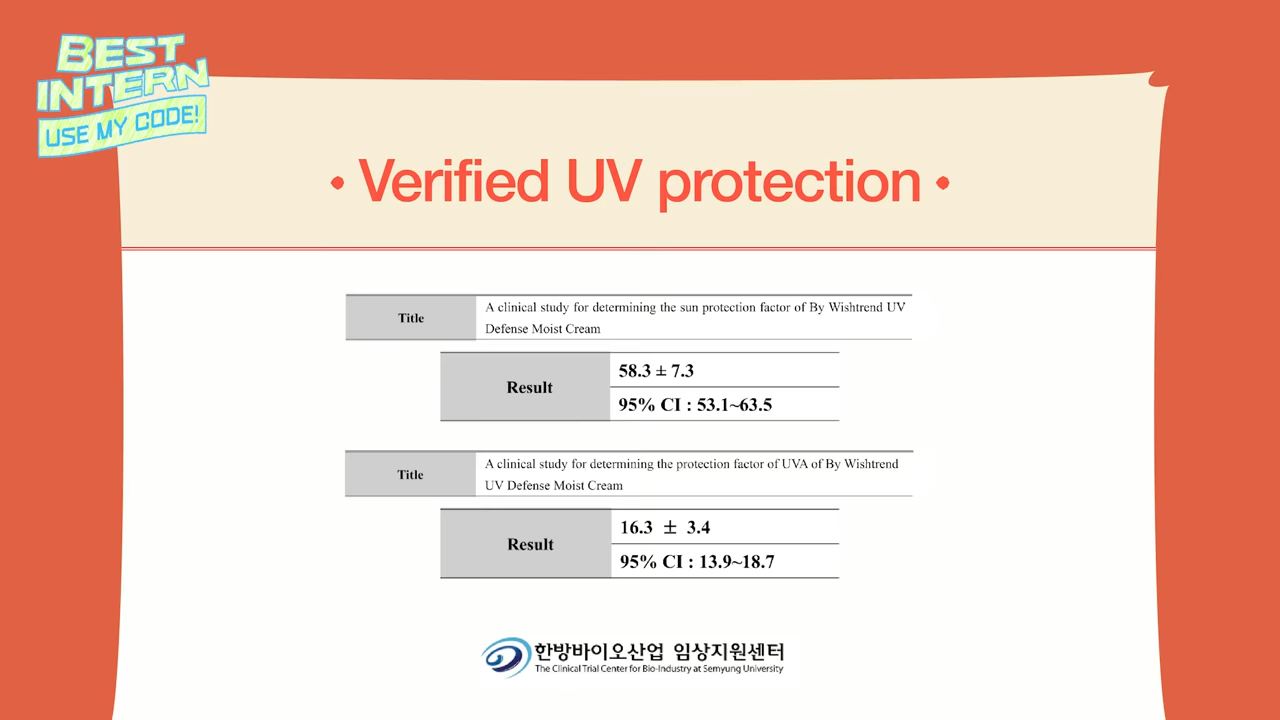 BEST
INTERN
USE MY CODE!
• Verified UV protection •
Title
A clinical study for determining the sun protection factor of By Wishtrend UV
Defense Moist Cream
Result
58.3 ± 7.3
95% CI : 53.1~63.5
Title
A clinical study for determining the protection factor of UVA of By Wishtrend
UV Defense Moist Cream
Result
16.3 ± 3.4
95% CI : 13.9~18.7
한방바이오산업 임상지원센터
The Clinical Trial Center for Bio-Industry at Semyung University